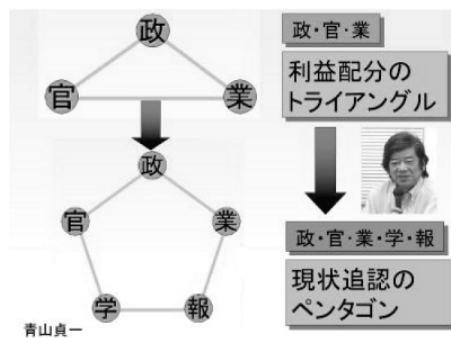 政
官
業
政・官・業
利益配分の
トライアングル
政
官
業
学
報
政・官・業・学・報
現状追認の
ペンタゴン
青山貞一